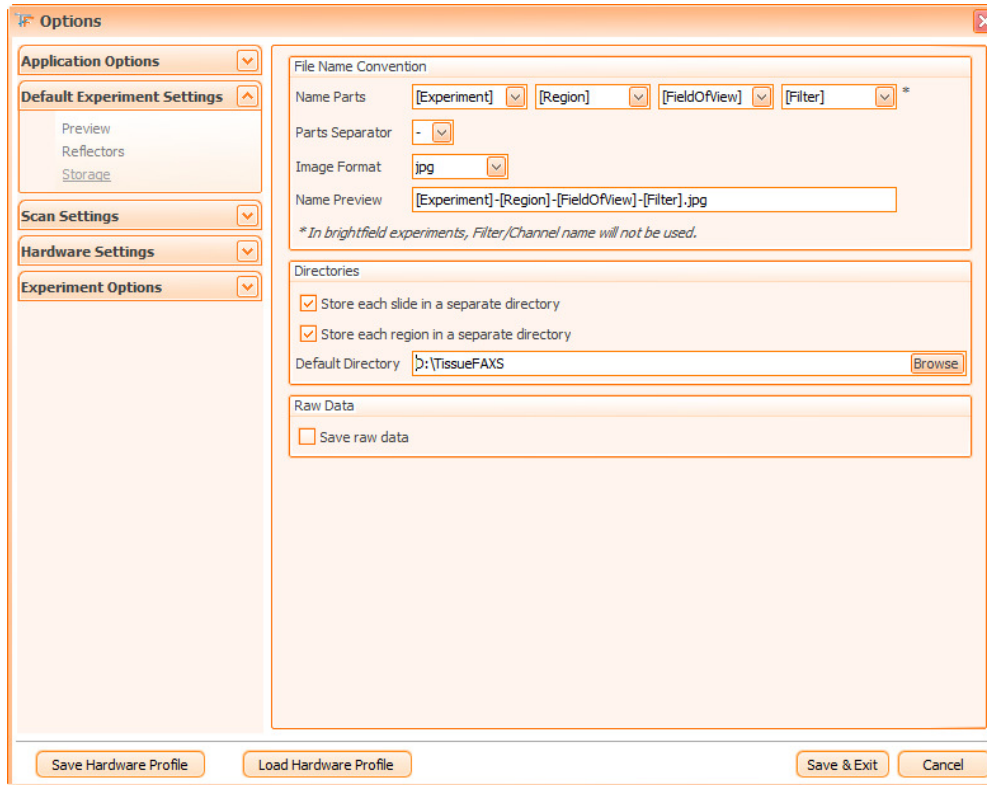 Options
Application Options
Default Experiment Settings
Preview
Reflectors
Storage
Scan Settings
Hardware Settings
Experiment Options
File Name Convention
Name Parts [Experiment] [Region] [FieldOfView] [Filter] *
Parts Separator -
Image Format jpg
Name Preview [Experiment]-[Region]-[FieldOfView]-[Filter].jpg
* In brightfield experiments, Filter/Channel name will not be used.
Directories
Store each slide in a separate directory
Store each region in a separate directory
Default Directory D:\TissueFAXS Browse
Raw Data
Save raw data
Save Hardware Profile Load Hardware Profile Save & Exit Cancel